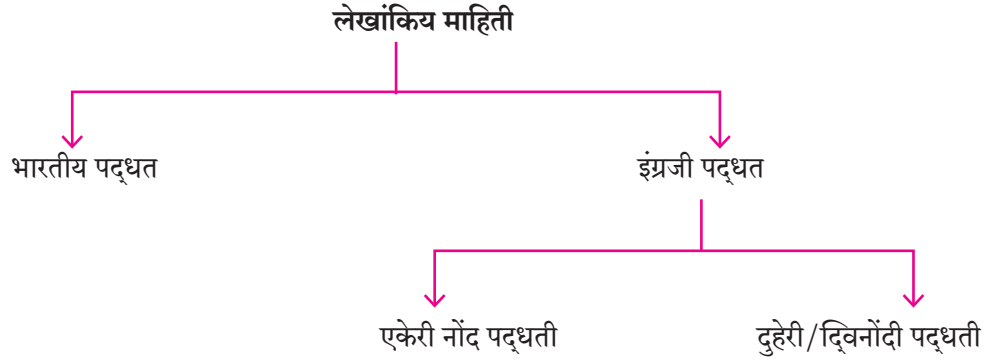 लेखांकिय माहिती
भारतीय पद्धत इंग्रजी पद्धत
एकेरी नोंद पद्धती दुहेरी/द्विनोंदी पद्धती